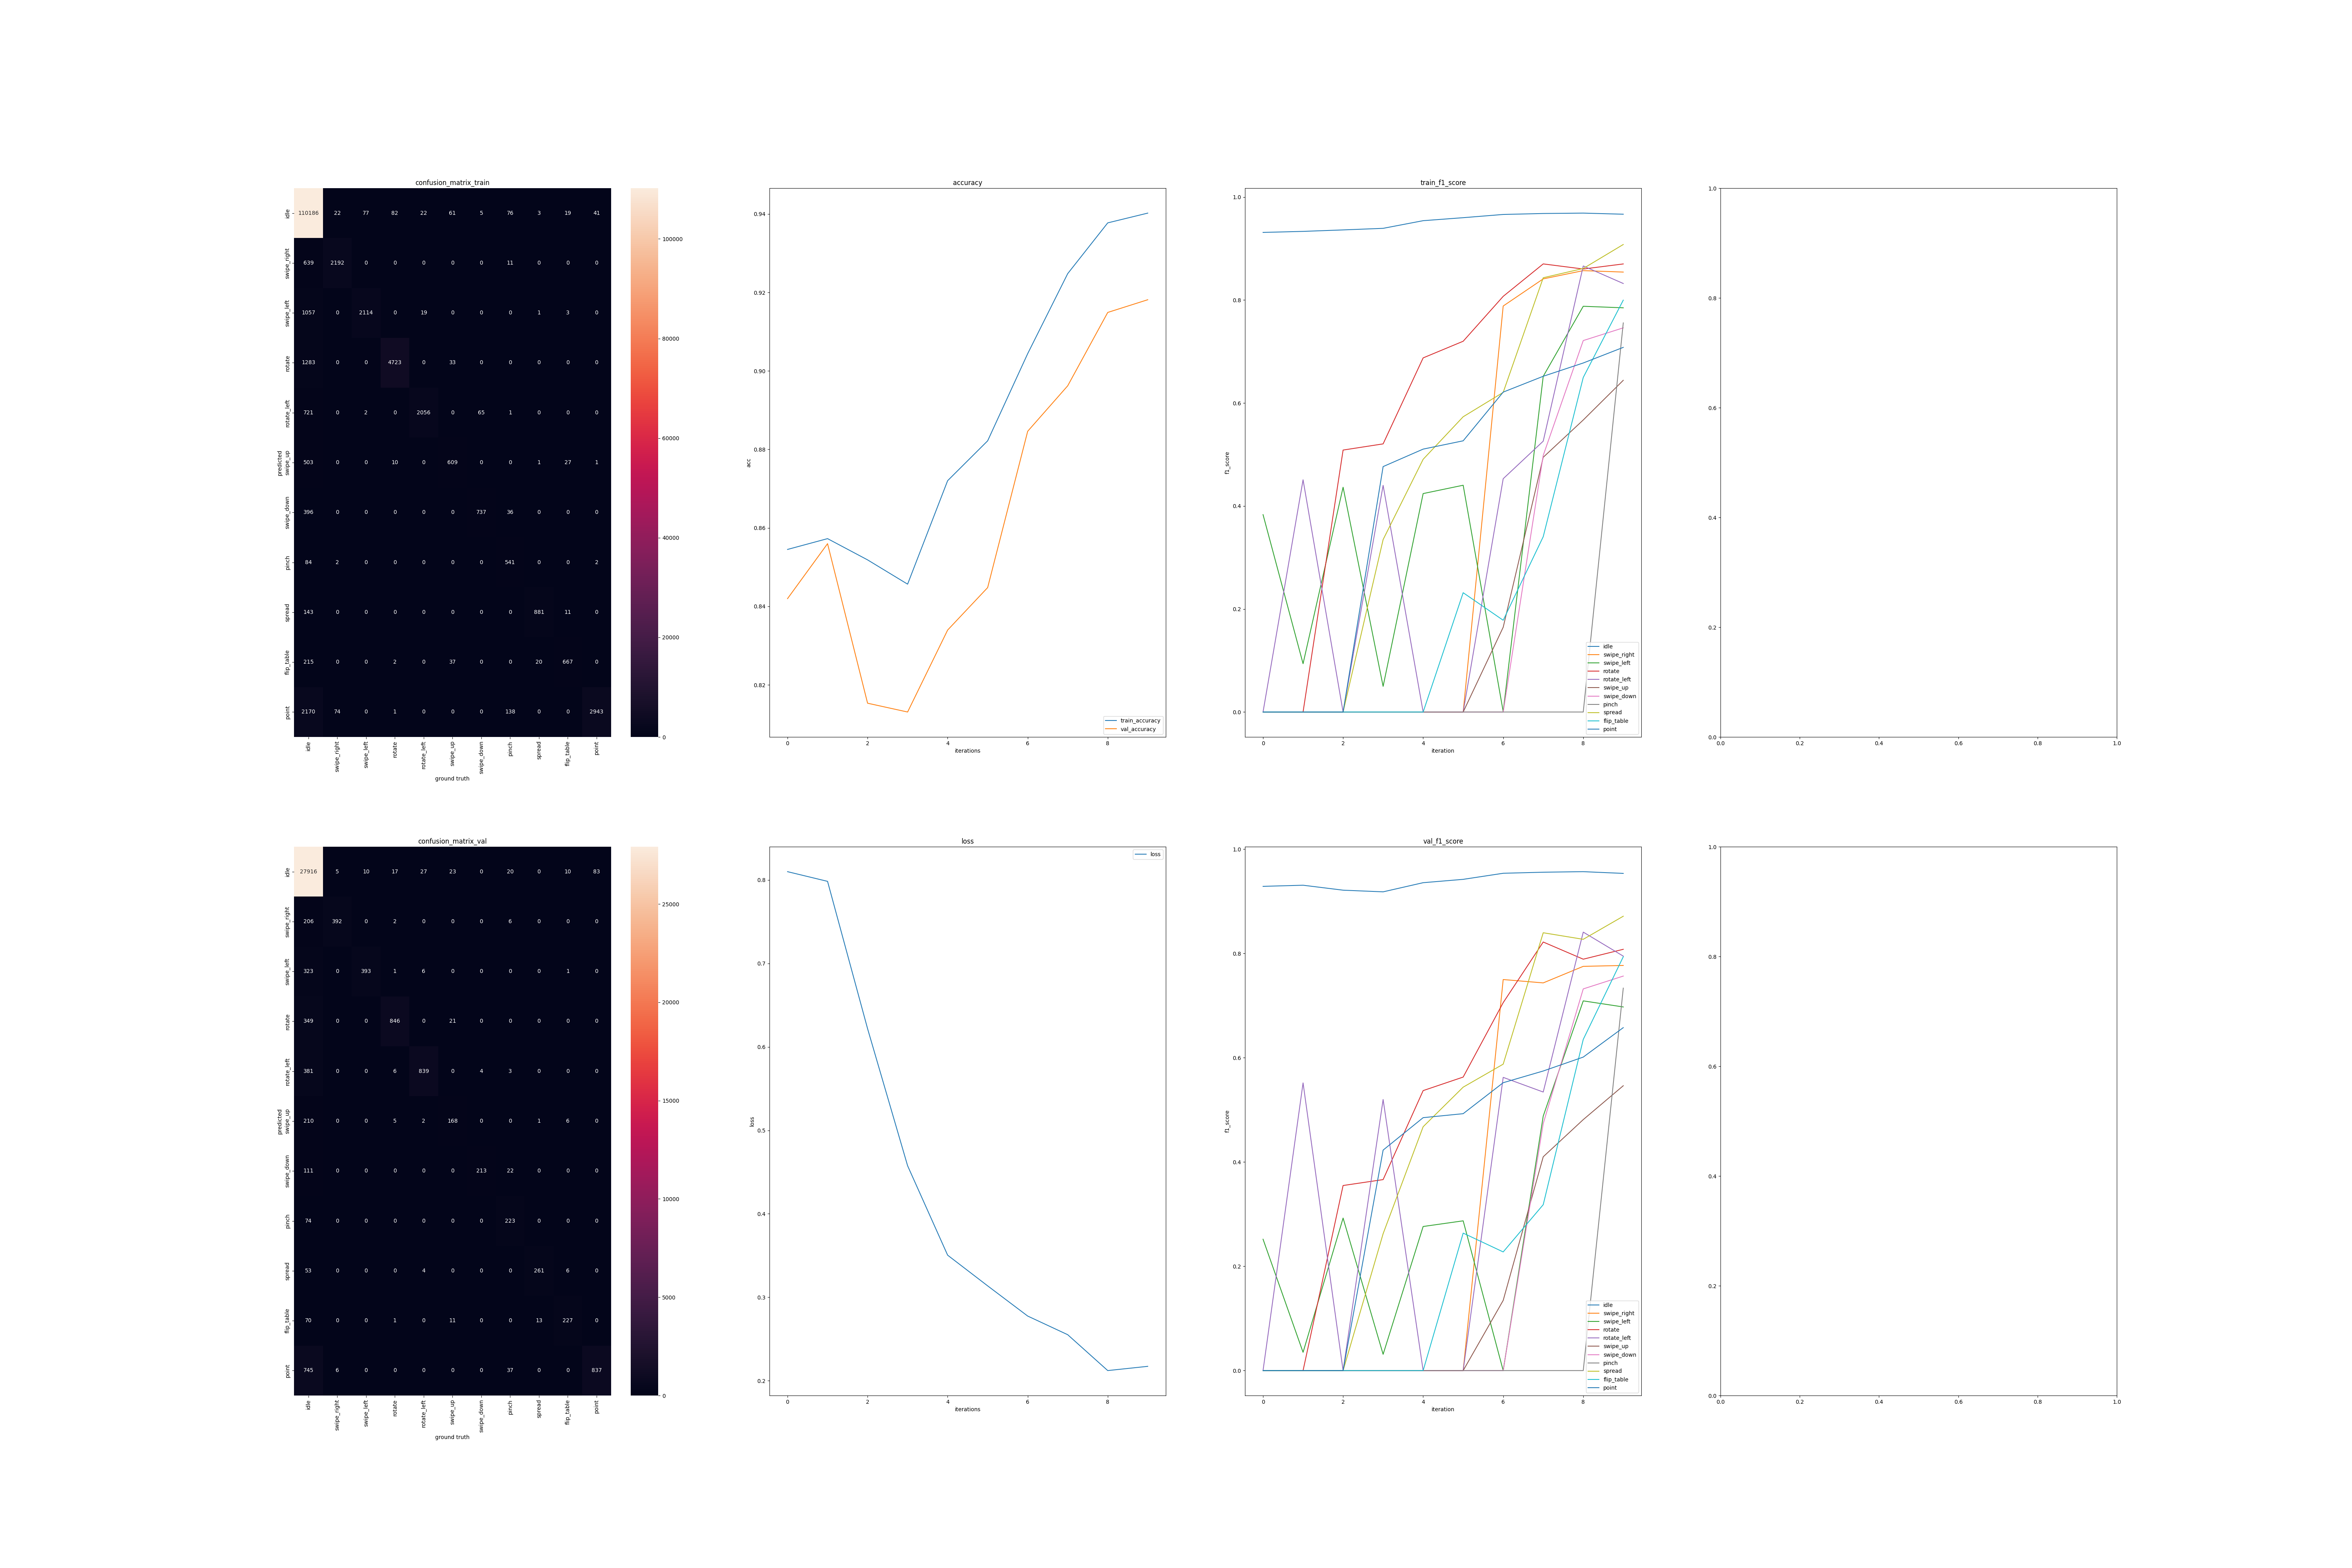 confusion_matrix_train
predicted
idle 110186 22 77 82 22 61 5 76 3 19 41
swipe_right 639 2192 0 0 0 0 0 11 0 0 0
swipe_left 1057 0 2114 0 19 0 0 0 1 3 0
rotate 1283 0 0 4723 0 33 0 0 0 0 0
rotate_left 721 0 2 0 2056 0 65 1 0 0 0
swipe_up 503 0 0 10 0 609 0 0 1 27 1
swipe_down 396 0 0 0 0 0 737 36 0 0 0
pinch 84 2 0 0 0 0 0 541 0 0 2
spread 143 0 0 0 0 0 0 0 881 11 0
flip_table 215 0 0 2 0 37 0 0 20 667 0
point 2170 74 0 1 0 0 0 138 0 0 2943
idle swipe_right swipe_left rotate rotate_left swipe_up swipe_down pinch spread flip_table point
ground truth
100000
80000
60000
40000
20000
0
accuracy
acc
0.94
0.92
0.90
0.88
0.86
0.84
0.82
0 2 4 6 8
iterations
train_accuracy
val_accuracy
train_f1_score
f1_score
1.0
0.8
0.6
0.4
0.2
0.0
0 2 4 6 8
iteration
idle
swipe_right
swipe_left
rotate
rotate_left
swipe_up
swipe_down
pinch
spread
flip_table
point
1.0
0.8
0.6
0.4
0.2
0.0
0.0 0.2 0.4 0.6 0.8 1.0
confusion_matrix_val
predicted
idle 27916 5 10 17 27 23 0 20 0 10 83
swipe_right 206 392 0 2 0 0 0 6 0 0 0
swipe_left 323 0 393 1 6 0 0 0 0 1 0
rotate 349 0 0 846 0 21 0 0 0 0 0
rotate_left 381 0 0 6 839 0 4 3 0 0 0
swipe_up 210 0 0 5 2 168 0 0 1 6 0
swipe_down 111 0 0 0 0 0 213 22 0 0 0
pinch 74 0 0 0 0 0 0 223 0 0 0
spread 53 0 0 0 4 0 0 0 261 6 0
flip_table 70 0 0 1 0 11 0 0 13 227 0
point 745 6 0 0 0 0 0 37 0 0 837
idle swipe_right swipe_left rotate rotate_left swipe_up swipe_down pinch spread flip_table point
ground truth
25000
20000
15000
10000
5000
0
loss
loss
0.8
0.7
0.6
0.5
0.4
0.3
0.2
0 2 4 6 8
iterations
loss
val_f1_score
f1_score
1.0
0.8
0.6
0.4
0.2
0.0
0 2 4 6 8
iteration
idle
swipe_right
swipe_left
rotate
rotate_left
swipe_up
swipe_down
pinch
spread
flip_table
point
1.0
0.8
0.6
0.4
0.2
0.0
0.0 0.2 0.4 0.6 0.8 1.0